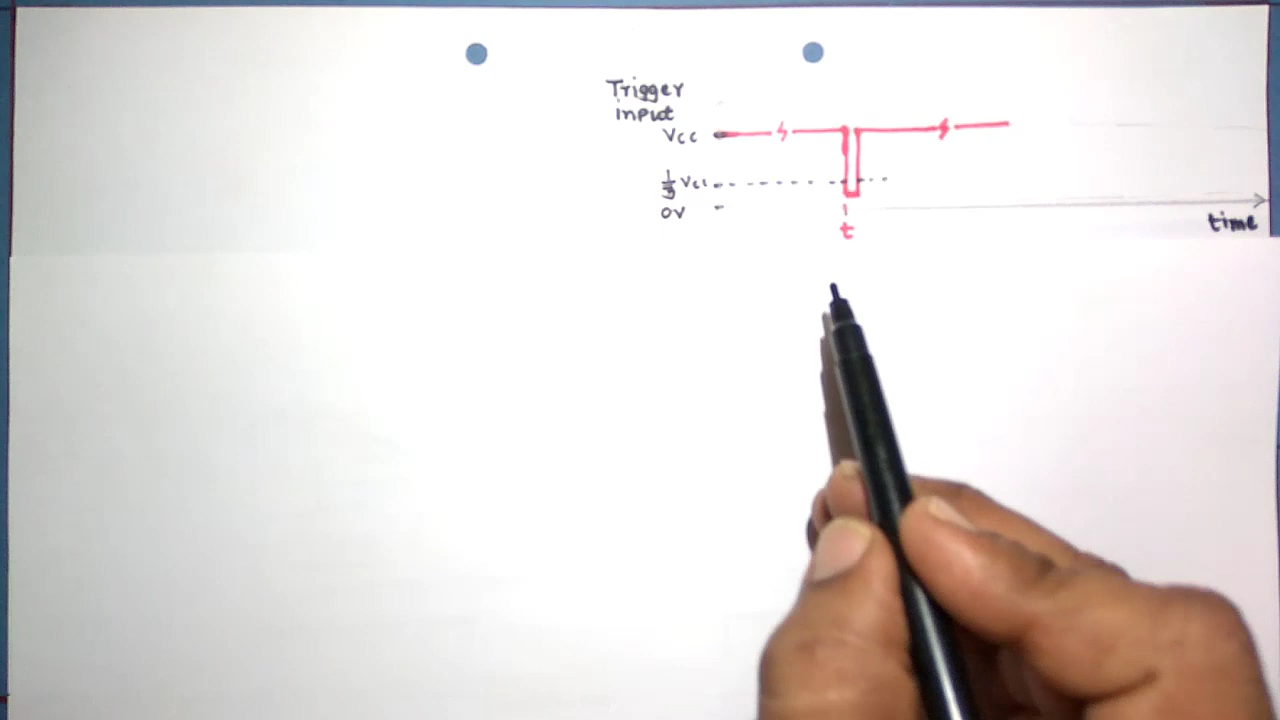 Trigger
input
Vcc
1/3 Vcc
0V
t
time